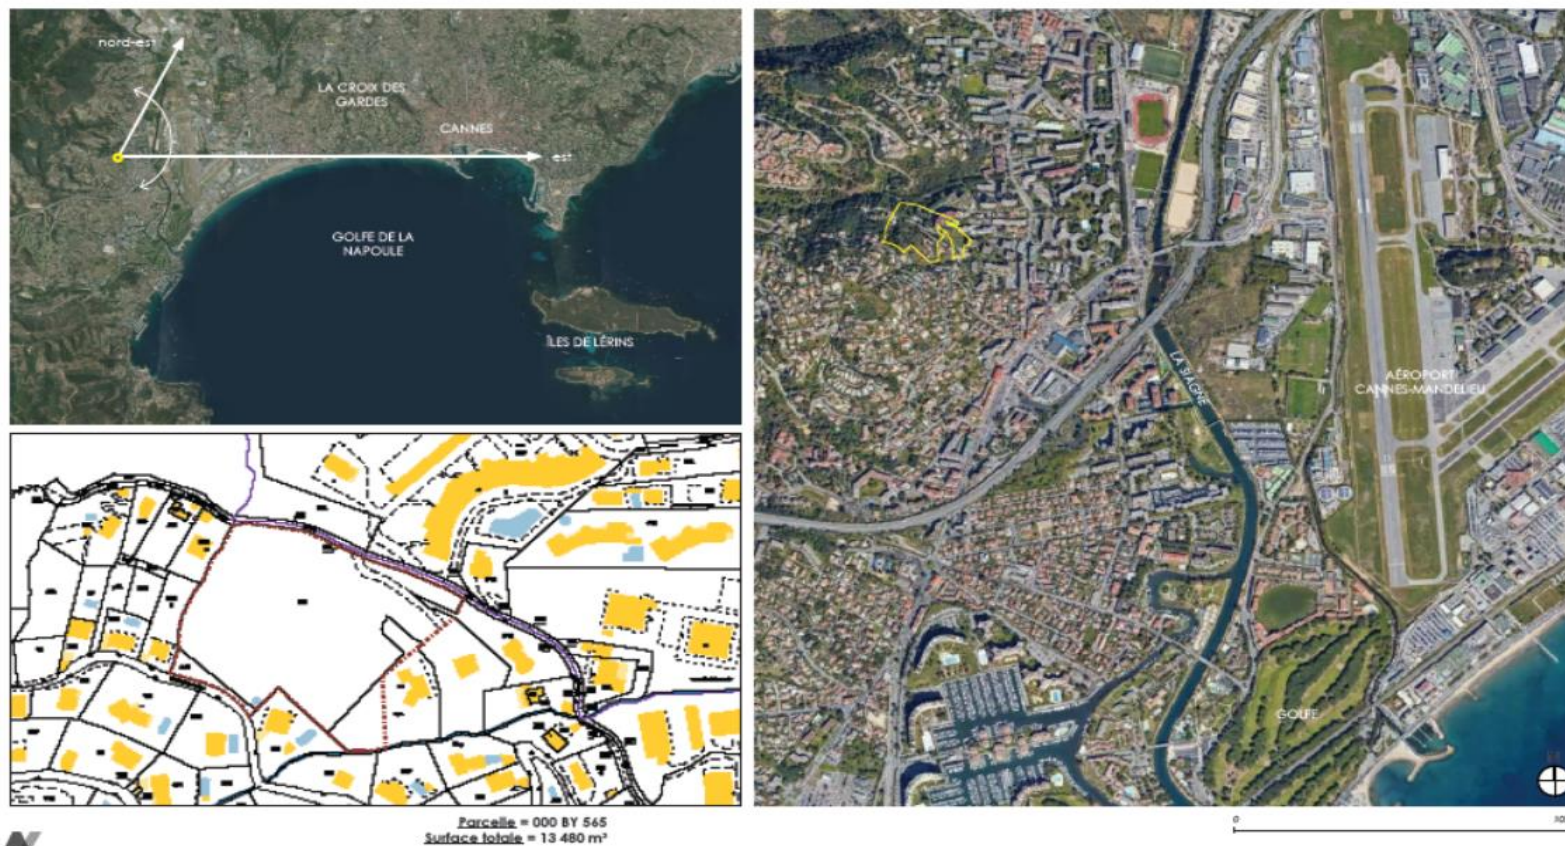 nord-est
LA CROIX DES
GARDES
CANNES
est
GOLFE DE LA
NAPOULE
ÎLES DE LÉRINS
LA SIAGNE
AÉROPORT
CANNES-MANDELIEU
GOLFE
Parcelle = 000 BY 565
Surface totale = 13 480 m²
0